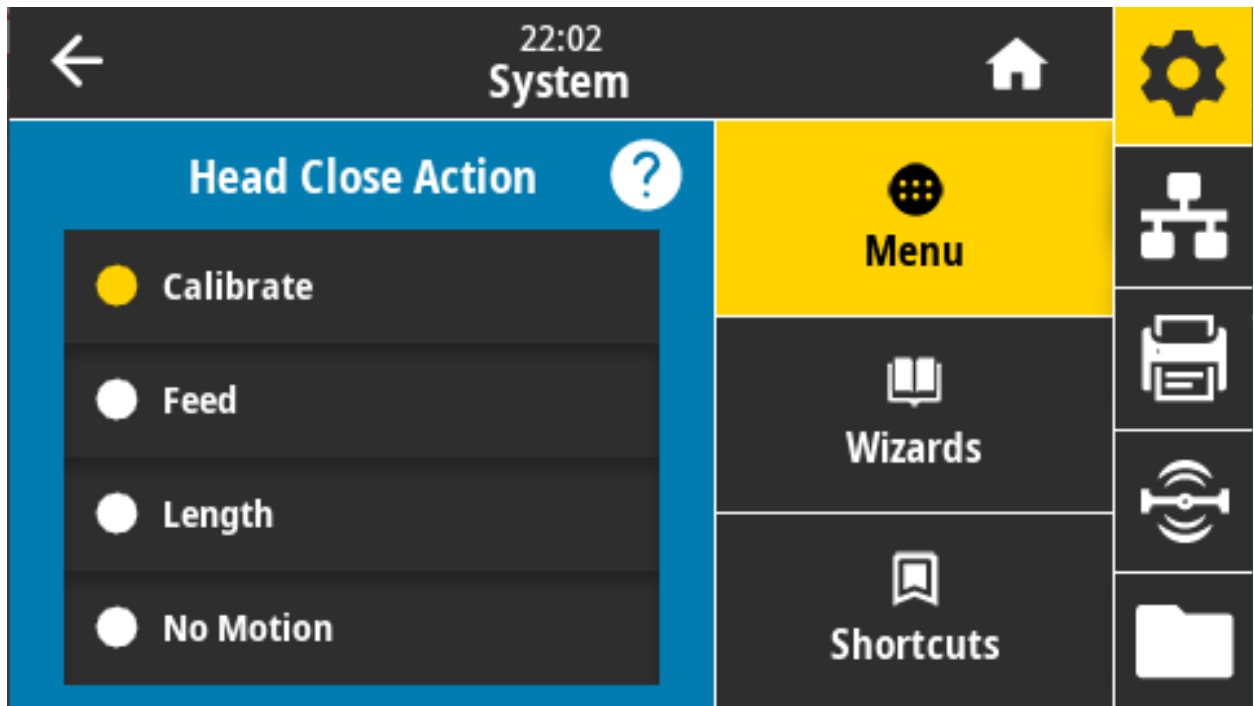 22:02
System
Head Close Action
?
Calibrate
Feed
Length
No Motion
Menu
Wizards
Shortcuts